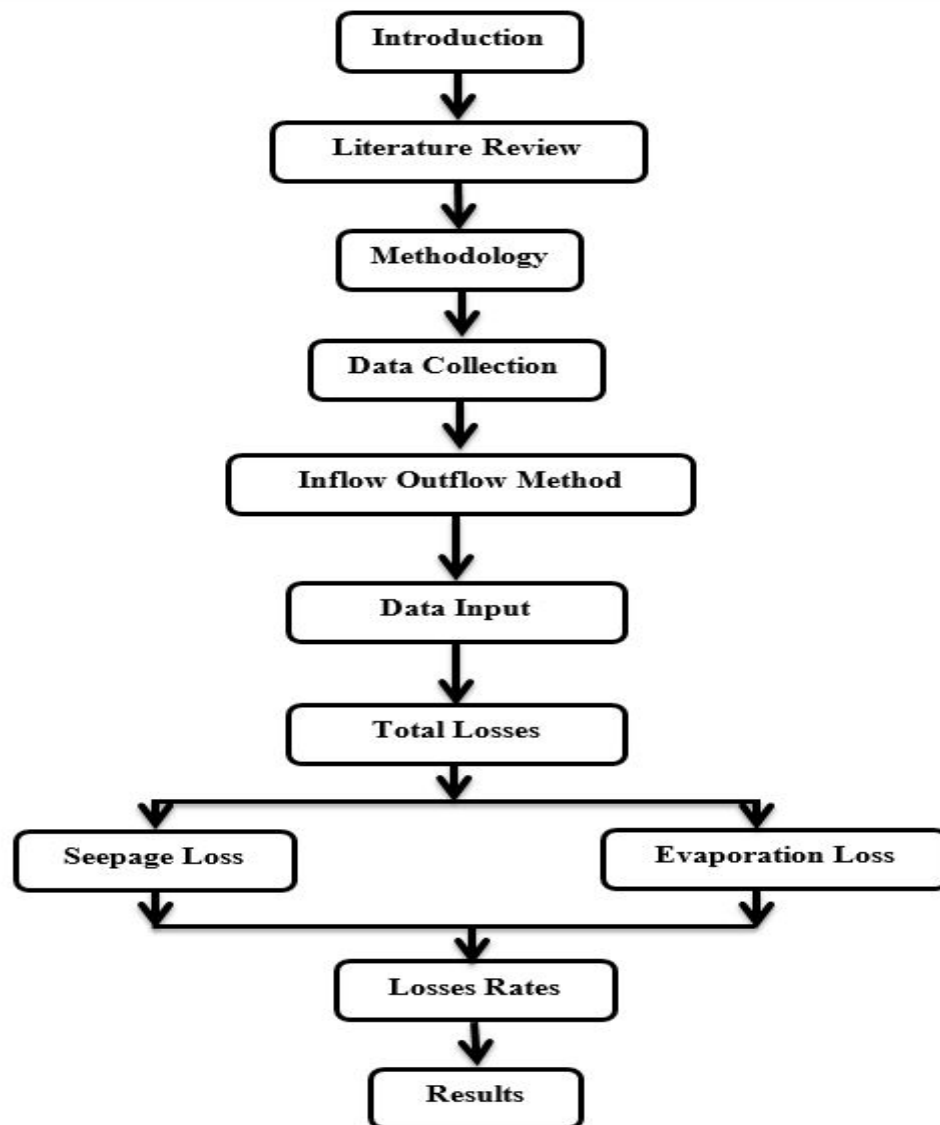 Introduction
Literature Review
Methodology
Data Collection
Inflow Outflow Method
Data Input
Total Losses
Seepage Loss
Evaporation Loss
Losses Rates
Results